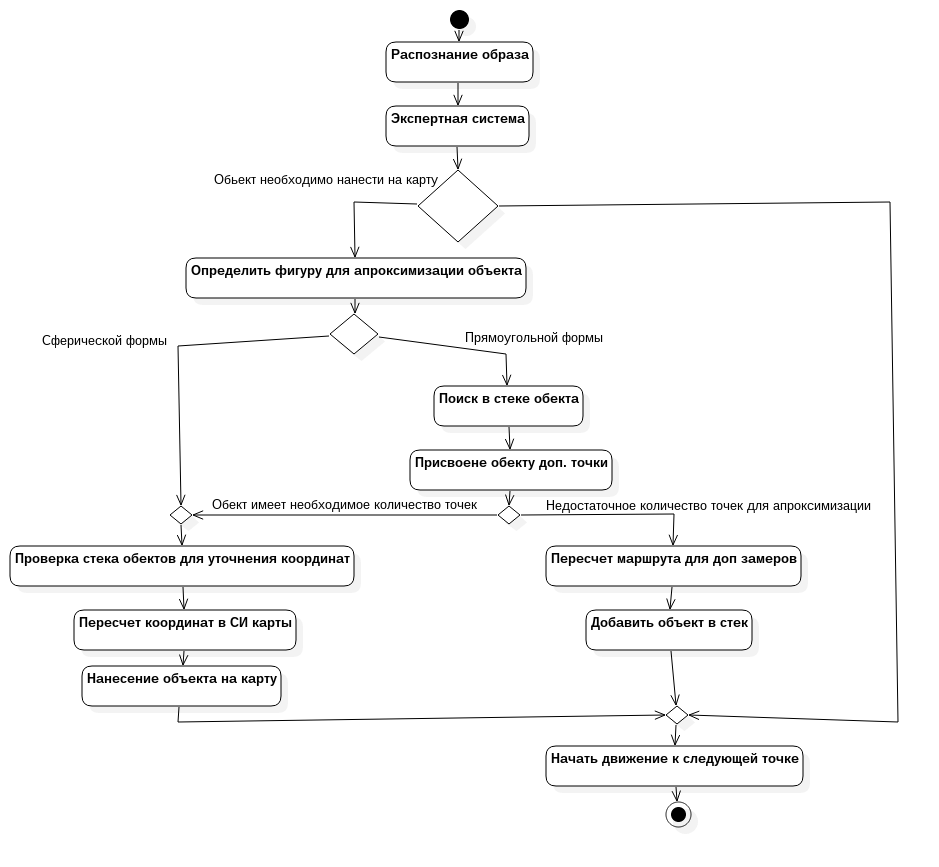 Распознание образа
Экспертная система
Обьект необходимо нанести на карту
Определить фигуру для апроксимизации объекта
Сферической формы
Прямоугольной формы
Поиск в стеке обекта
Присвоене обекту доп. точки
Обект имеет необходимое количество точек
Недостаточное количество точек для апроксимизации
Проверка стека обектов для уточнения координат
Пересчет маршрута для доп замеров
Пересчет координат в СИ карты
Добавить объект в стек
Нанесение объекта на карту
Начать движение к следующей точке